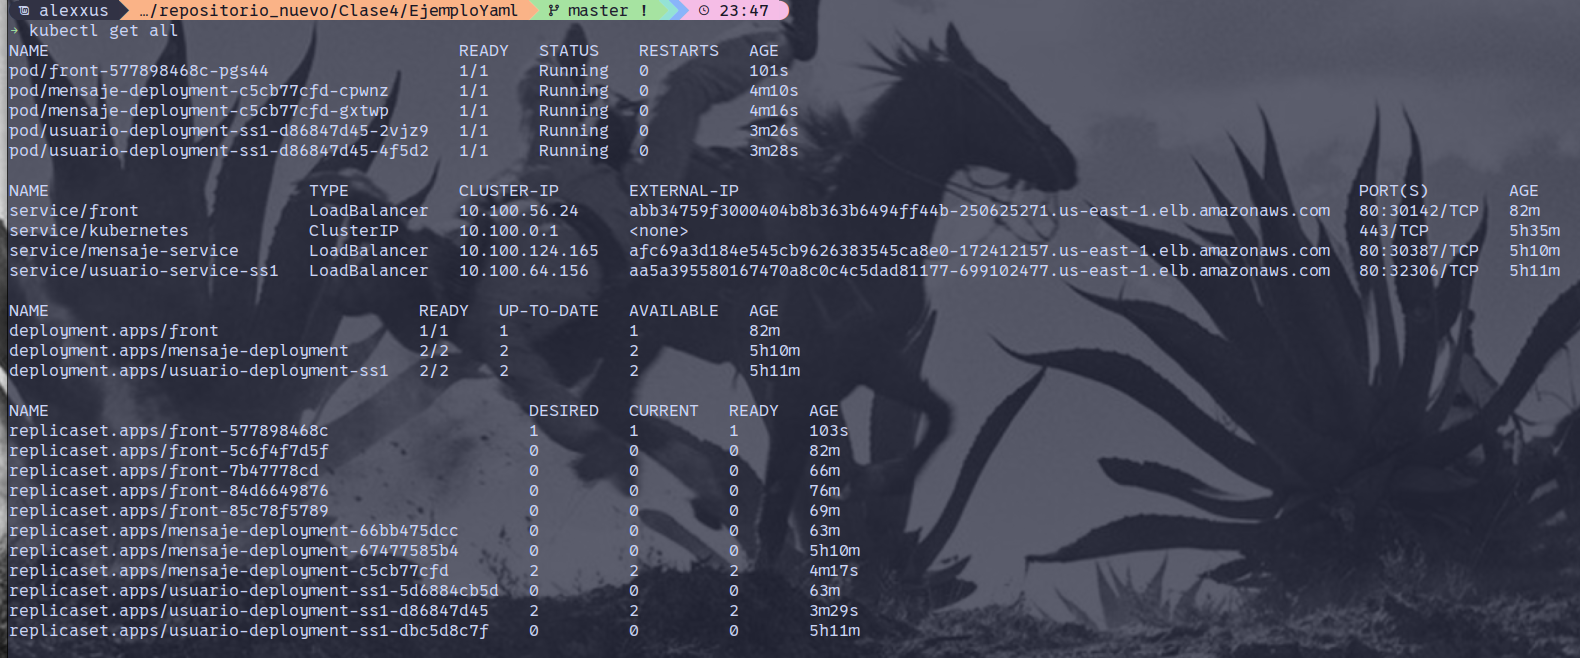 alexxus …/repositorio_nuevo/Clase4/EjemploYaml master ! 23:47
→ kubectl get all
NAME READY STATUS RESTARTS AGE
pod/front-577898468c-pgs44 1/1 Running 0 101s
pod/mensaje-deployment-c5cb77cfd-cpwnz 1/1 Running 0 4m10s
pod/mensaje-deployment-c5cb77cfd-gxtwp 1/1 Running 0 4m16s
pod/usuario-deployment-ss1-d86847d45-2vjz9 1/1 Running 0 3m26s
pod/usuario-deployment-ss1-d86847d45-4f5d2 1/1 Running 0 3m28s
NAME TYPE CLUSTER-IP EXTERNAL-IP PORT(S) AGE
service/front LoadBalancer 10.100.56.24 abb34759f3000404b8b363b6494ff44b-250625271.us-east-1.elb.amazonaws.com 80:30142/TCP 82m
service/kubernetes ClusterIP 10.100.0.1 <none> 443/TCP 5h35m
service/mensaje-service LoadBalancer 10.100.124.165 afc69a3d184e545cb9626383545ca8e0-172412157.us-east-1.elb.amazonaws.com 80:30387/TCP 5h10m
service/usuario-service-ss1 LoadBalancer 10.100.64.156 aa5a395580167470a8c0c4c5dad81177-699102477.us-east-1.elb.amazonaws.com 80:32306/TCP 5h11m
NAME READY UP-TO-DATE AVAILABLE AGE
deployment.apps/front 1/1 1 1 82m
deployment.apps/mensaje-deployment 2/2 2 2 5h10m
deployment.apps/usuario-deployment-ss1 2/2 2 2 5h11m
NAME DESIRED CURRENT READY AGE
replicaset.apps/front-577898468c 1 1 1 103s
replicaset.apps/front-5c6f4f7d5f 0 0 0 82m
replicaset.apps/front-7b47778cd 0 0 0 66m
replicaset.apps/front-84d6649876 0 0 0 76m
replicaset.apps/front-85c78f5789 0 0 0 69m
replicaset.apps/mensaje-deployment-66bb475dcc 0 0 0 63m
replicaset.apps/mensaje-deployment-67477585b4 0 0 0 5h10m
replicaset.apps/mensaje-deployment-c5cb77cfd 2 2 2 4m17s
replicaset.apps/usuario-deployment-ss1-5d6884cb5d 0 0 0 63m
replicaset.apps/usuario-deployment-ss1-d86847d45 2 2 2 3m29s
replicaset.apps/usuario-deployment-ss1-dbc5d8c7f 0 0 0 5h11m